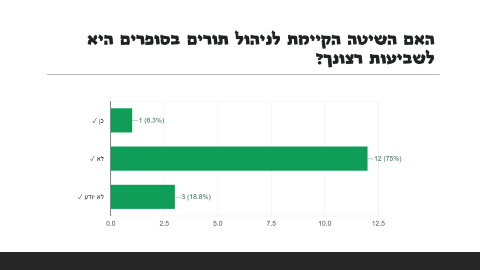 האם השיטה הקיימת לניהול תורים בסופרים היא
לשביעות רצונך?
כן ✓
1 (6.3%)
לא ✓
12 (75%)
לא יודע ✓
3 (18.8%)
0.0 2.5 5.0 7.5 10.0 12.5